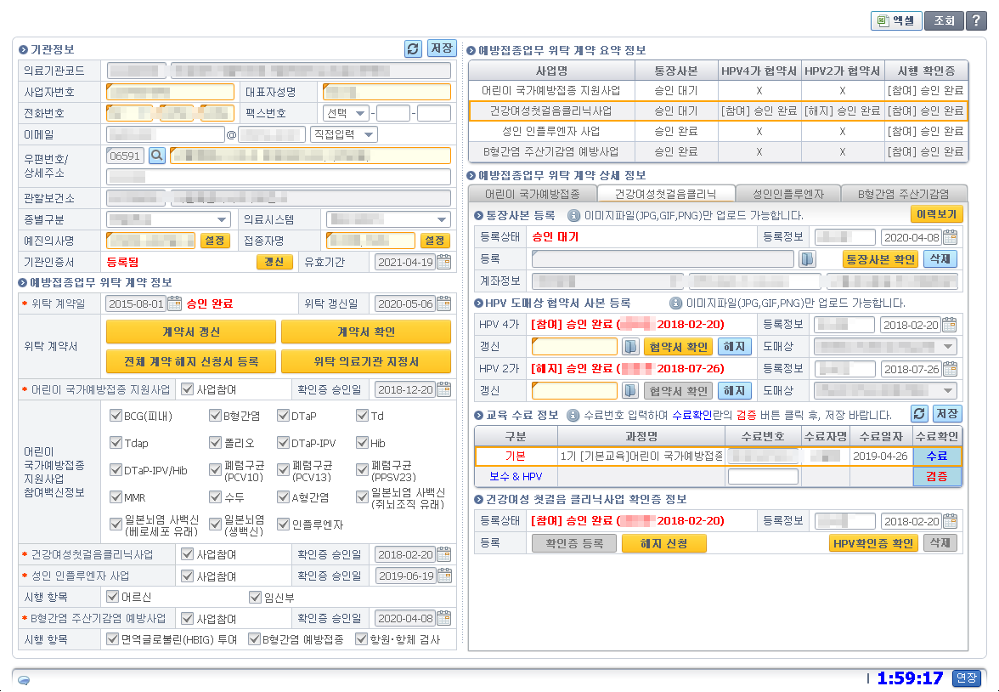 엑셀 조회 ?
기관정보 저장
의료기관코드
사업자번호 대표자성명
전화번호 팩스번호 선택 - -
이메일 @ 직접입력
우편번호/ 06591
상세주소
관할보건소
종별구분 의료시스템
예진의사명 설정 접종자명 설정
기관인증서 등록됨 갱신 유효기간 2021-04-19
예방접종업무 위탁 계약 정보
* 위탁 계약일 2015-08-01 승인 완료 위탁 갱신일 2020-05-06
위탁 계약서
계약서 갱신 계약서 확인
전체 계약 해지 신청서 등록 위탁 의료기관 지정서
* 어린이 국가예방접종 지원사업 사업참여 확인증 승인일 2018-12-20
어린이
국가예방접종
지원사업
참여백신정보
BCG(피내) B형간염 DTaP Td
Tdap 폴리오 DTaP-IPV Hib
DTaP-IPV/Hib 폐렴구균 (PCV10) 폐렴구균 (PCV13) 폐렴구균 (PPSV23)
MMR 수두 A형간염 일본뇌염 사백신 (쥐뇌조직 유래)
일본뇌염 사백신 (베로세포 유래) 일본뇌염 (생백신) 인플루엔자
* 건강여성첫걸음클리닉사업 사업참여 확인증 승인일 2018-02-20
* 성인 인플루엔자 사업 사업참여 확인증 승인일 2019-06-19
시행 항목 어르신 임신부
* B형간염 주산기감염 예방사업 사업참여 확인증 승인일 2020-04-08
시행 항목 면역글로불린(HBIG) 투여 B형간염 예방접종 항원·항체 검사
예방접종업무 위탁 계약 요약 정보
사업명 통장사본 HPV4가 협약서 HPV2가 협약서 시행 확인증
어린이 국가예방접종 지원사업 승인 대기 X X [참여] 승인 완료
건강여성첫걸음클리닉사업 승인 대기 [참여] 승인 완료 [해지] 승인 완료 [참여] 승인 완료
성인 인플루엔자 사업 승인 완료 X X [참여] 승인 완료
B형간염 주산기감염 예방사업 승인 완료 X X [참여] 승인 완료
예방접종업무 위탁 계약 상세 정보
어린이 국가예방접종 건강여성첫걸음클리닉 성인인플루엔자 B형간염 주산기감염
통장사본 등록 이미지파일(JPG,GIF,PNG)만 업로드 가능합니다. 이력보기
등록상태 승인 대기 등록정보 2020-04-08
등록 통장사본 확인 삭제
계좌정보
HPV 도매상 협약서 사본 등록 이미지파일(JPG,GIF,PNG)만 업로드 가능합니다.
HPV 4가 [참여] 승인 완료 ( 2018-02-20) 등록정보 2018-02-20
갱신 협약서 확인 해지 도매상
HPV 2가 [해지] 승인 완료 ( 2018-07-26) 등록정보 2018-07-26
갱신 협약서 확인 해지 도매상
교육 수료 정보 수료번호 입력하여 수료확인란의 검증 버튼 클릭 후, 저장 바랍니다. 저장
구분 과정명 수료번호 수료자명 수료일자 수료확인
기본 1기 [기본교육]어린이 국가예방접종 2019-04-26 수료
보수 & HPV 검증
건강여성 첫걸음 클리닉사업 확인증 정보
등록상태 [참여] 승인 완료 ( 2018-02-20) 등록정보 2018-02-20
등록 확인증 등록 해지 신청 HPV확인증 확인 삭제
1:59:17 연장